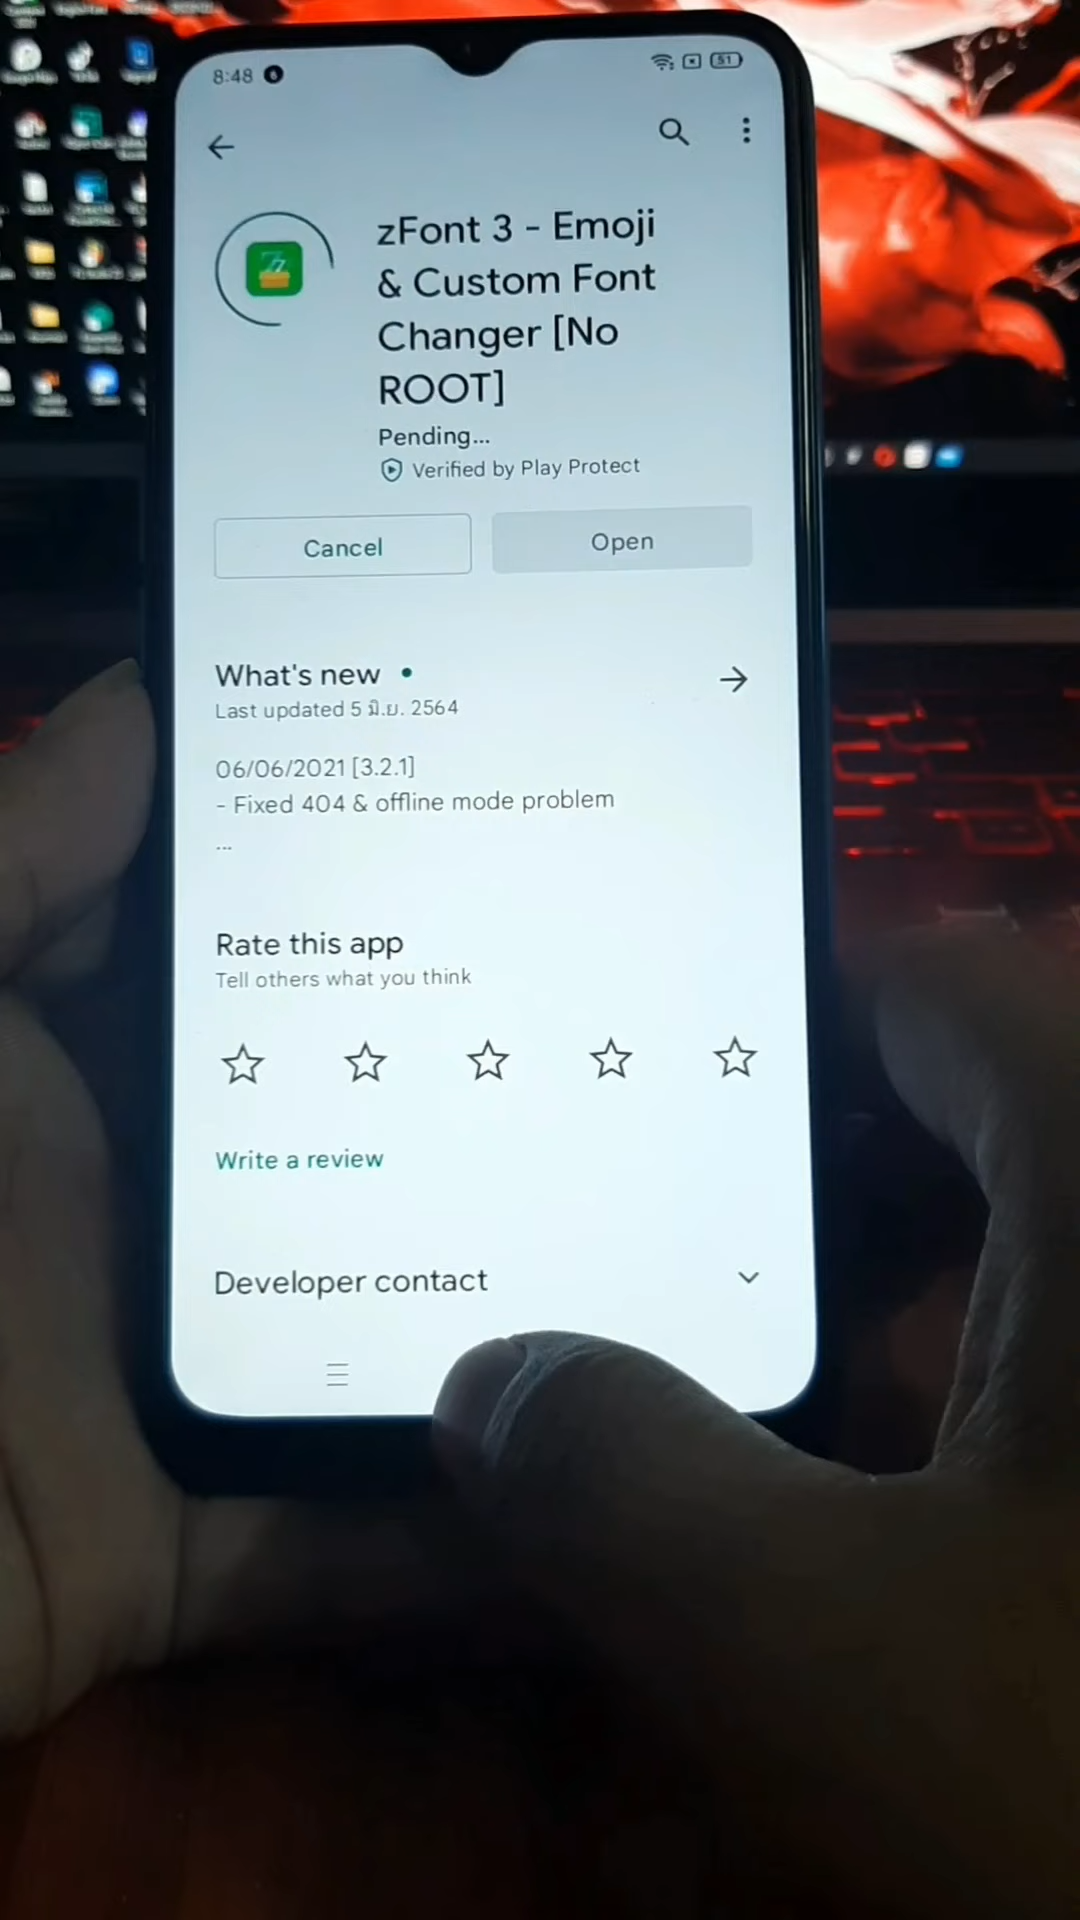 8:48
51
zFont 3 - Emoji
& Custom Font
Changer [No
ROOT]
Pending...
Verified by Play Protect
Cancel
Open
What's new •
Last updated 5 มิ.ย. 2564
06/06/2021 [3.2.1]
- Fixed 404 & offline mode problem
...
Rate this app
Tell others what you think
Write a review
Developer contact